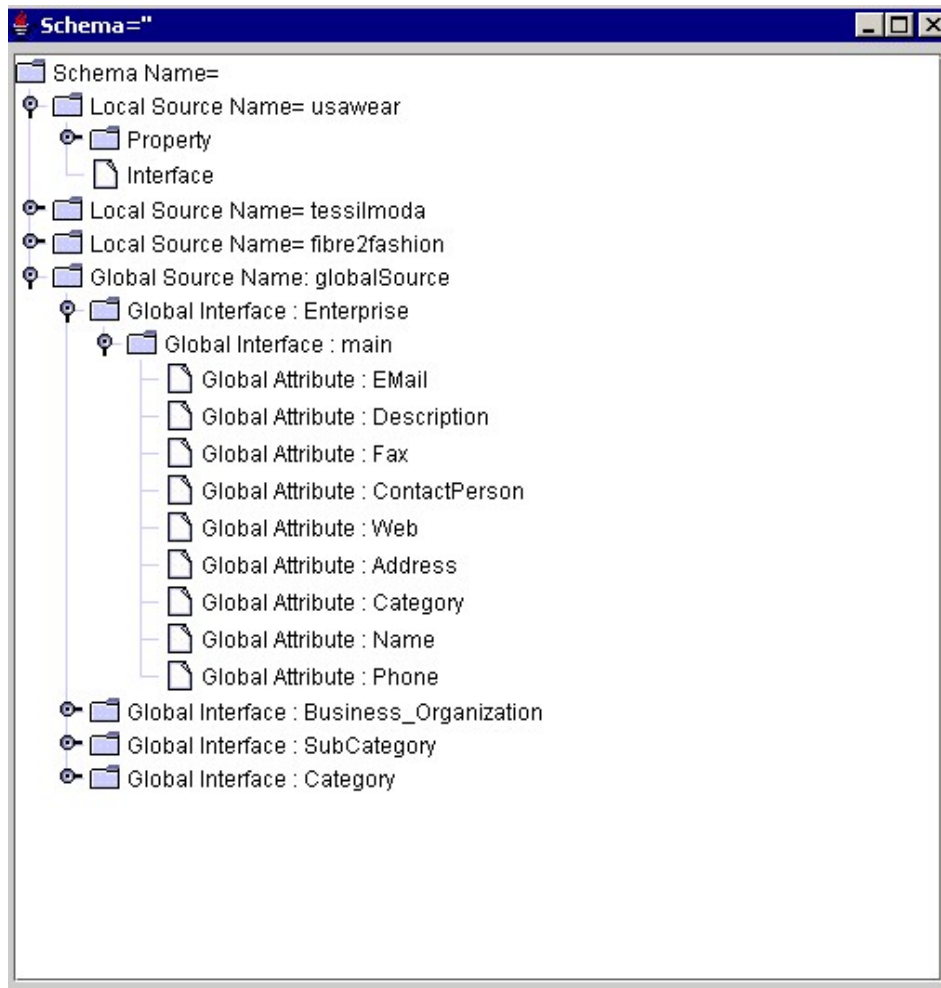 Schema="
Schema Name=
Local Source Name= usawear
Property
Interface
Local Source Name= tessilmoda
Local Source Name= fibre2fashion
Global Source Name: globalSource
Global Interface : Enterprise
Global Interface : main
Global Attribute : EMail
Global Attribute : Description
Global Attribute : Fax
Global Attribute : ContactPerson
Global Attribute : Web
Global Attribute : Address
Global Attribute : Category
Global Attribute : Name
Global Attribute : Phone
Global Interface : Business_Organization
Global Interface : SubCategory
Global Interface : Category